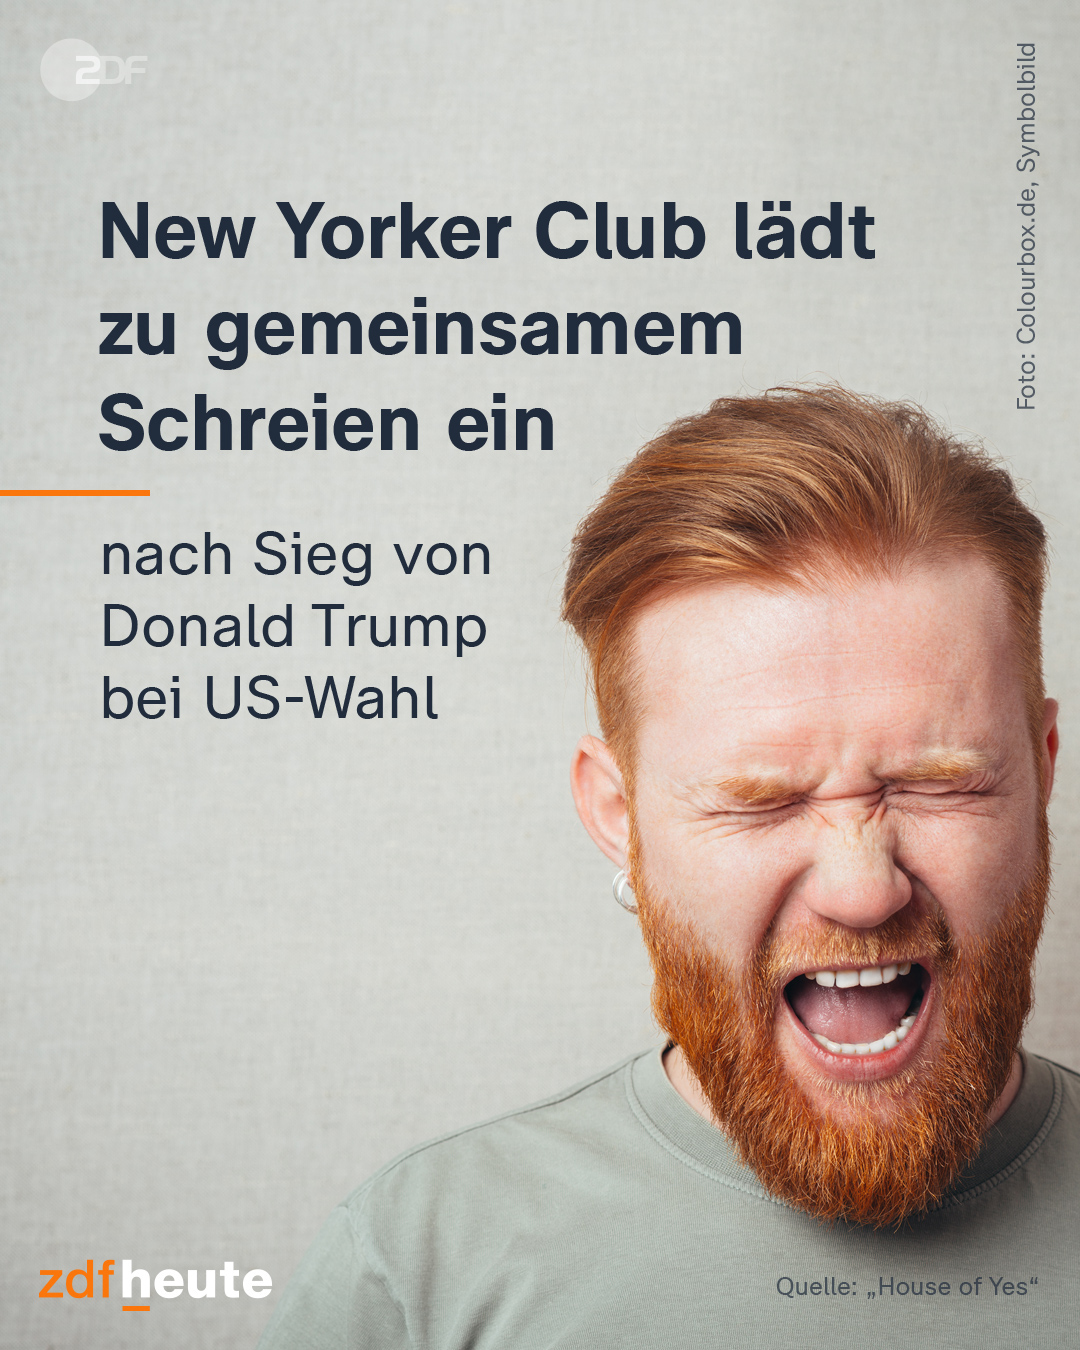 ZDF
Foto: Colourbox.de, Symbolbild
New Yorker Club lädt
zu gemeinsamem
Schreien ein
nach Sieg von
Donald Trump
bei US-Wahl
zdfheute
Quelle: „House of Yes“